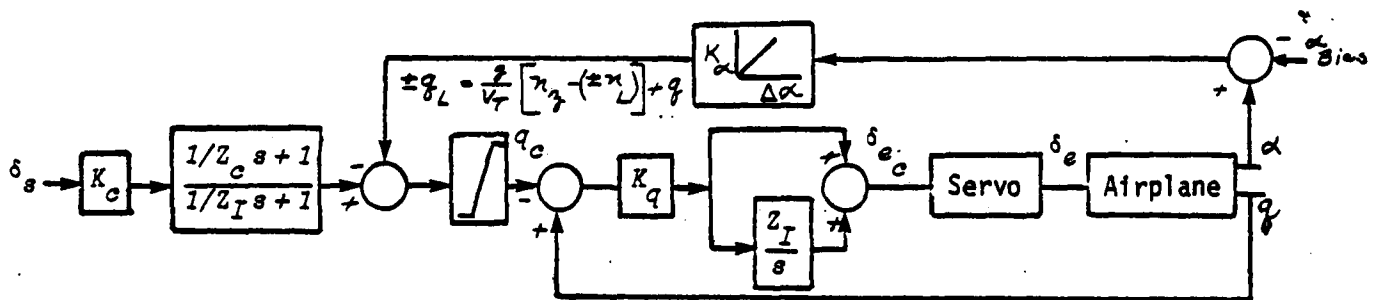 α Bias
K_α
Δα
±q_L = g/V_T [n_z - (±n_L)] + q
δ_s
K_c
1/Z_c s + 1
1/Z_I s + 1
q_c
K_q
Z_I
s
δ_e_c
Servo
δ_e
Airplane
α
q